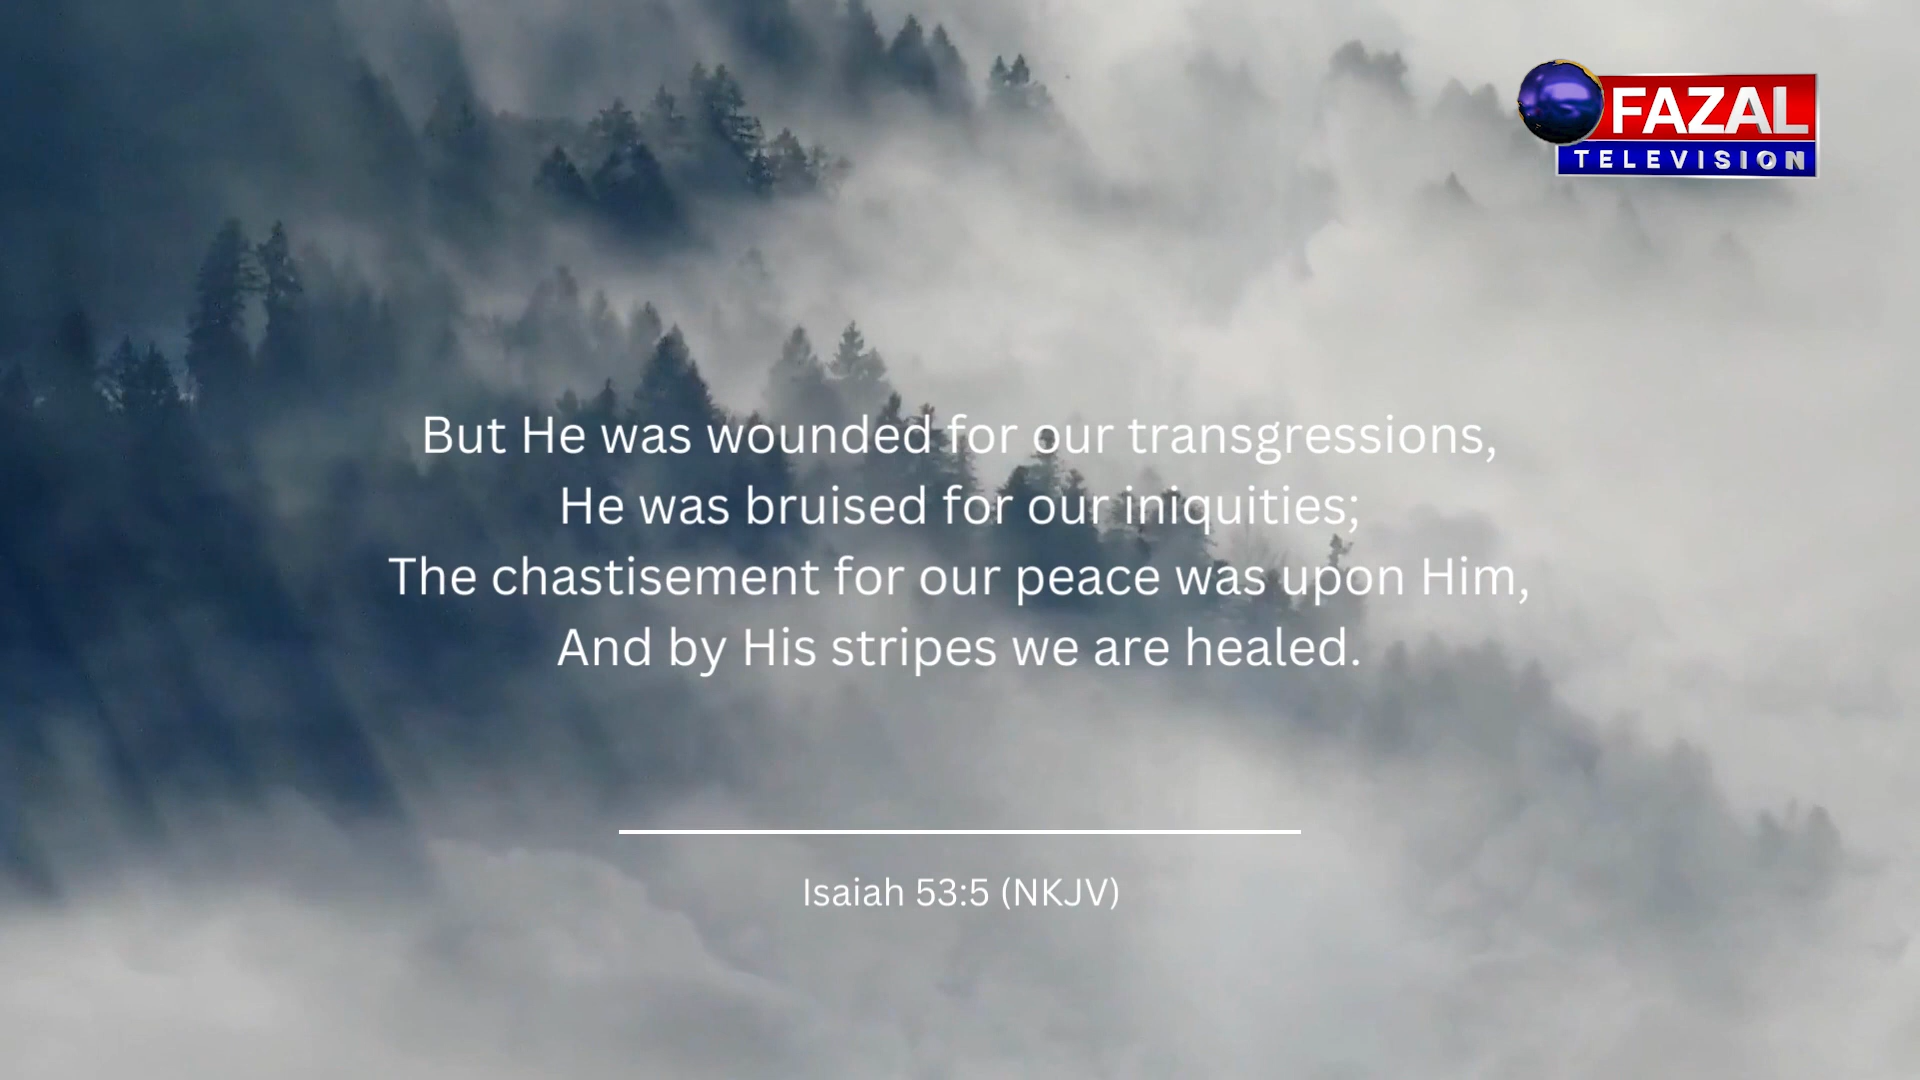 FAZAL
TELEVISION
But He was wounded for our transgressions,
He was bruised for our iniquities;
The chastisement for our peace was upon Him,
And by His stripes we are healed.
Isaiah 53:5 (NKJV)